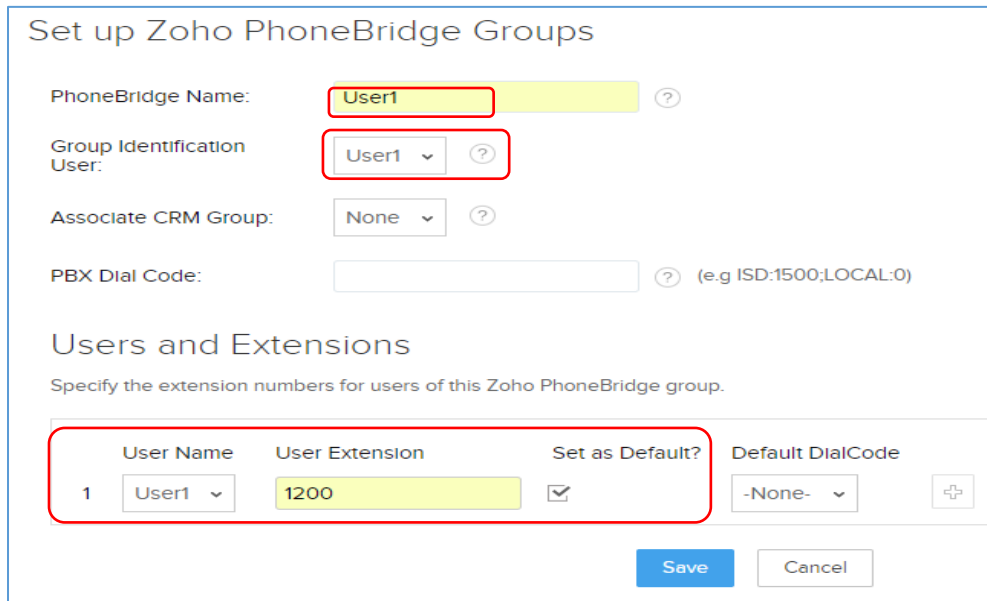 Set up Zoho PhoneBridge Groups
PhoneBridge Name: User1 ?
Group Identification
User: User1 ?
Associate CRM Group: None ?
PBX Dial Code: ? (e.g ISD:1500;LOCAL:0)
Users and Extensions
Specify the extension numbers for users of this Zoho PhoneBridge group.
User Name User Extension Set as Default? Default DialCode
1 User1 1200 -None-
Save Cancel